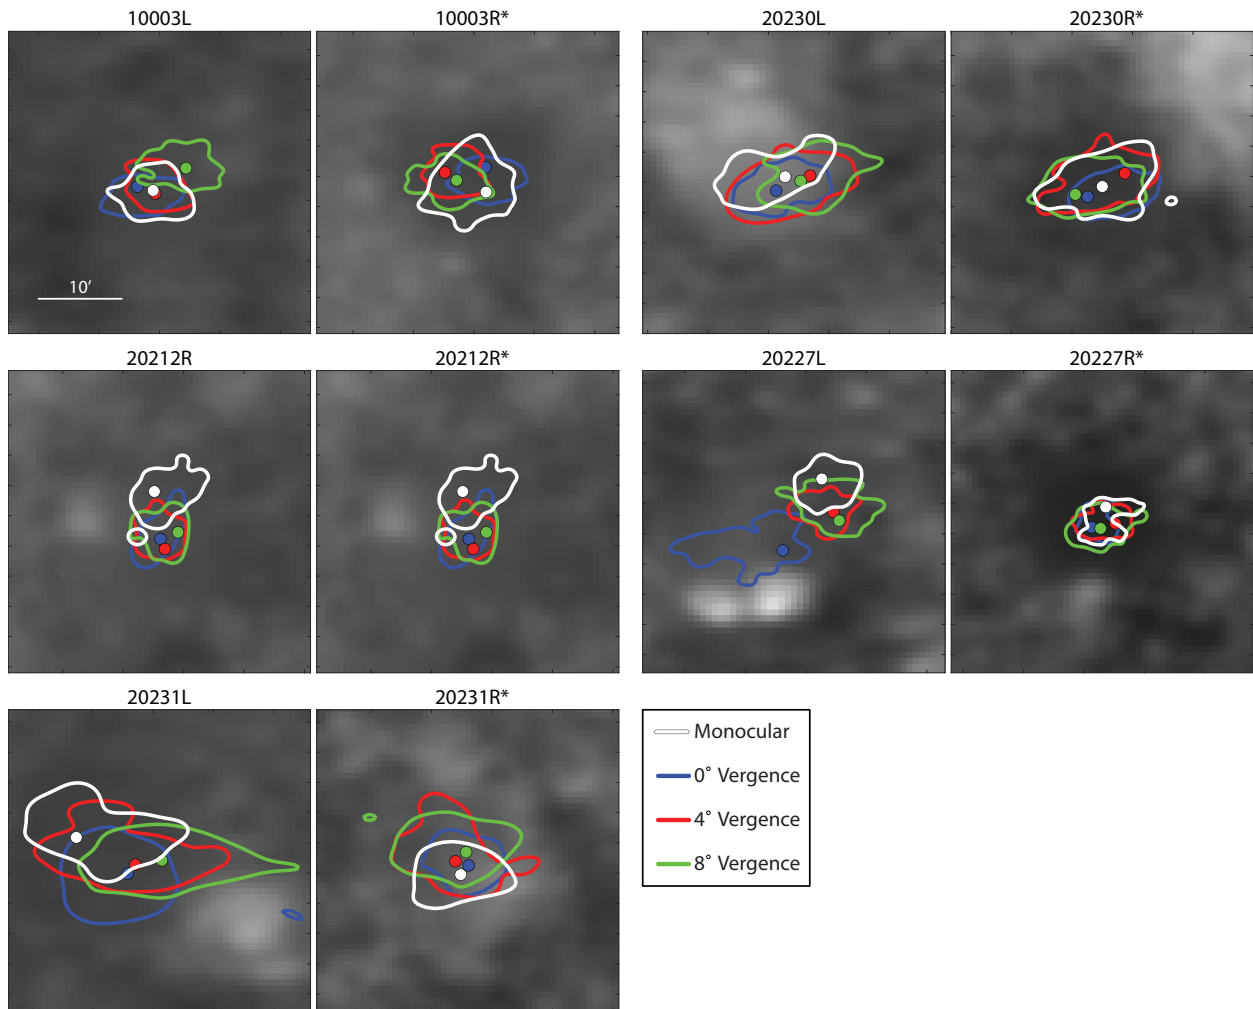 10003L
10003R*
20230L
20230R*
10’
20212R
20212R*
20227L
20227R*
20231L
20231R*
Monocular
0˚ Vergence
4˚ Vergence
8˚ Vergence